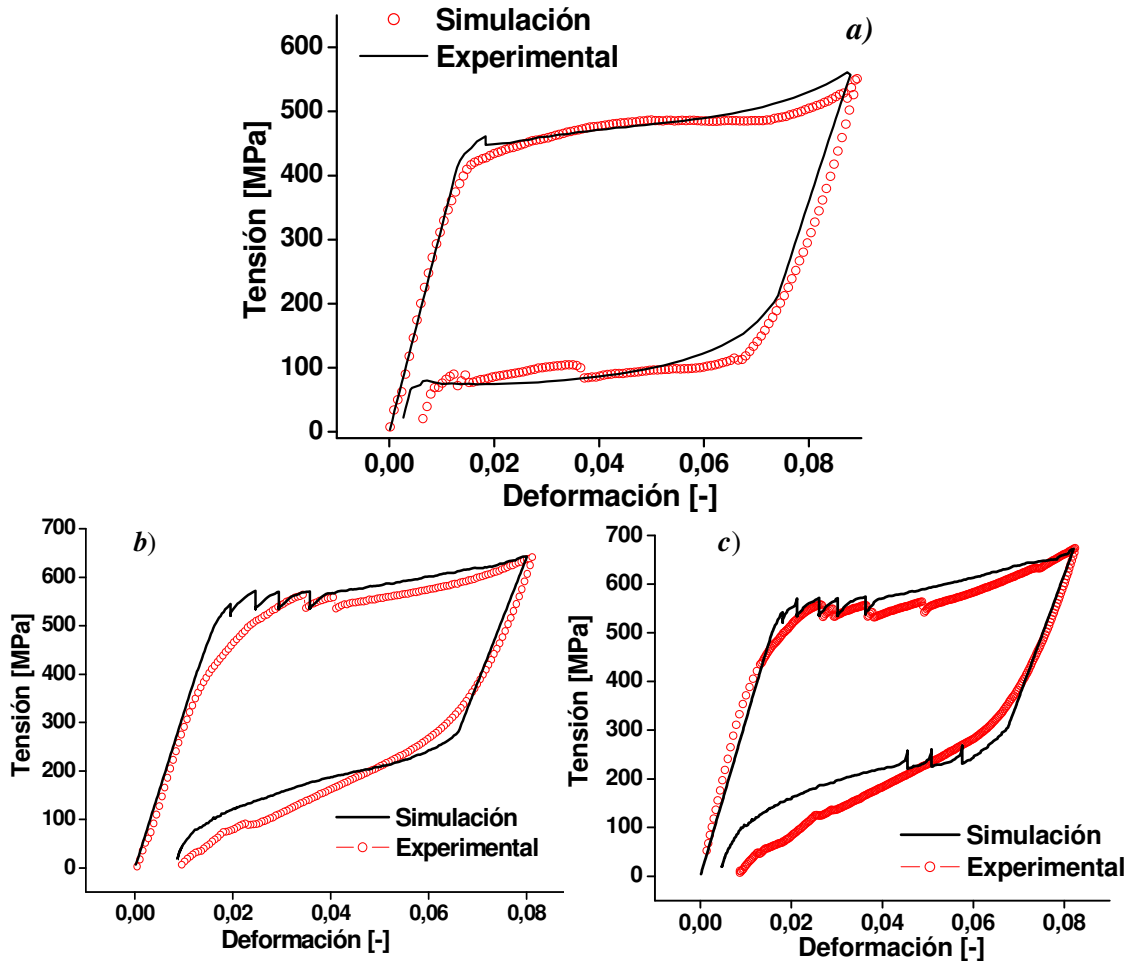 Simulación
Experimental
a)
600
500
400
300
200
100
0
Tensión [MPa]
0,00 0,02 0,04 0,06 0,08
Deformación [-]
b)
700
600
500
400
300
200
100
0
Tensión [MPa]
Simulación
Experimental
0,00 0,02 0,04 0,06 0,08
Deformación [-]
c)
700
600
500
400
300
200
100
0
Tensión [MPa]
Simulación
Experimental
0,00 0,02 0,04 0,06 0,08
Deformación [-]